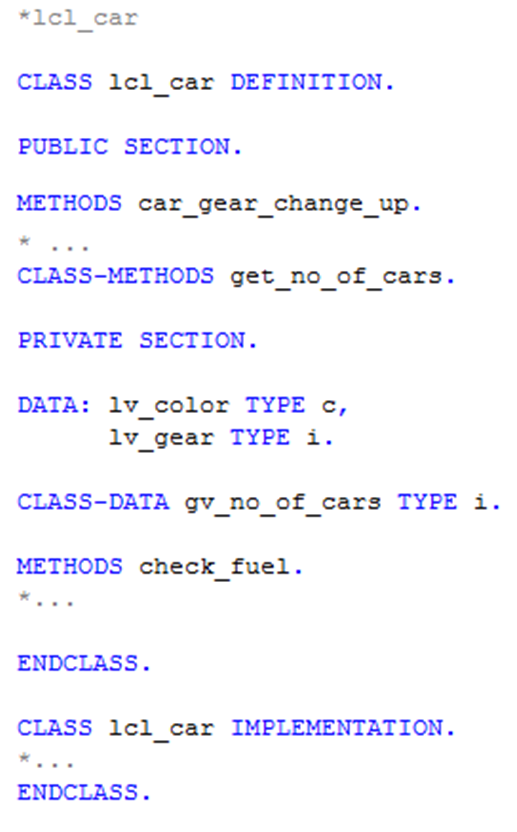 *lcl_car
CLASS lcl_car DEFINITION.
PUBLIC SECTION.
METHODS car_gear_change_up.
* ...
CLASS-METHODS get_no_of_cars.
PRIVATE SECTION.
DATA: lv_color TYPE c,
lv_gear TYPE i.
CLASS-DATA gv_no_of_cars TYPE i.
METHODS check_fuel.
*...
ENDCLASS.
CLASS lcl_car IMPLEMENTATION.
*...
ENDCLASS.